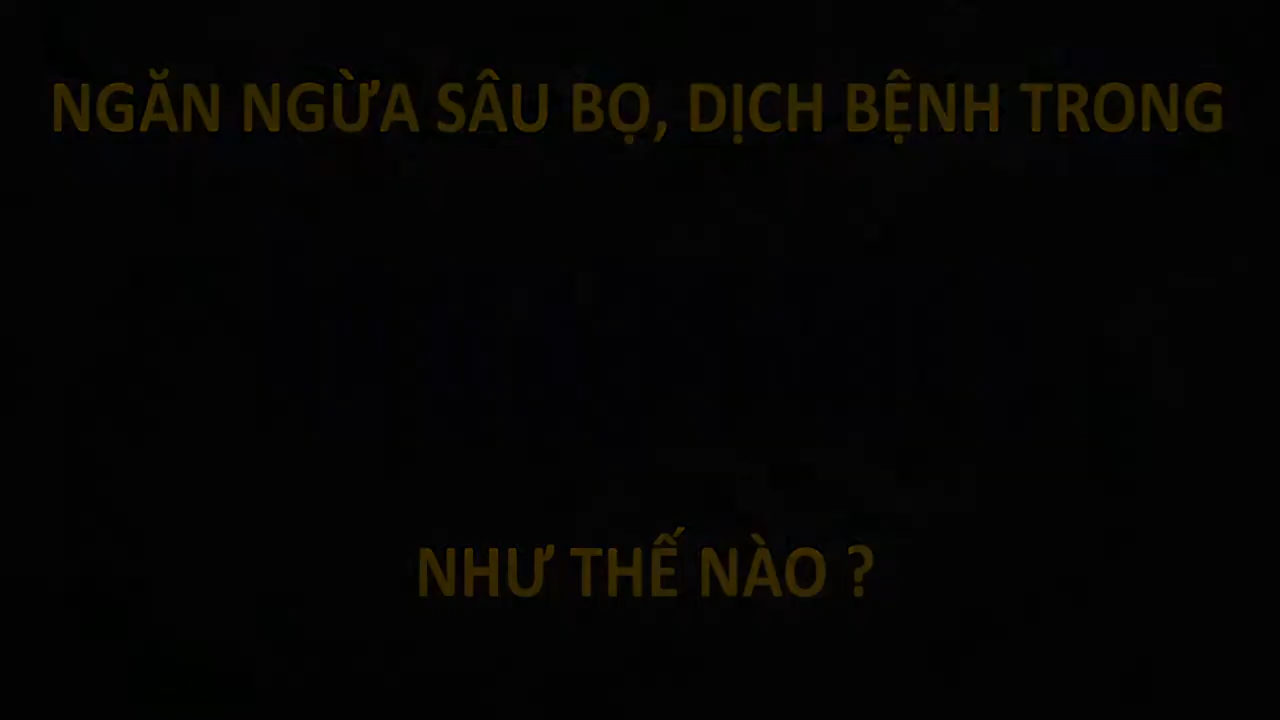 NGĂN NGỪA SÂU BỌ, DỊCH BỆNH TRONG
NHƯ THẾ NÀO ?